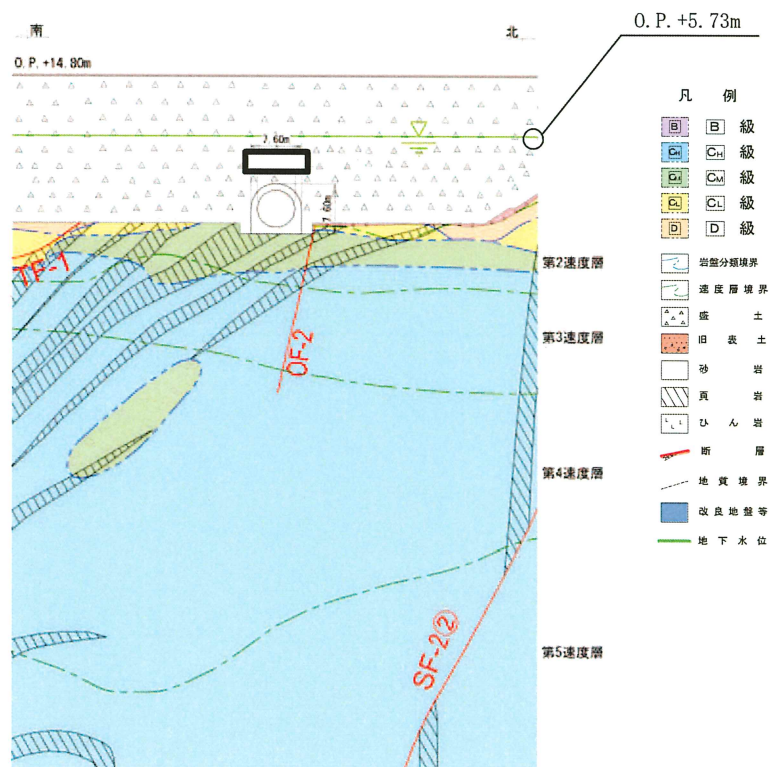 O.P. +5.73m
南
北
O.P.+14.80m
7.60m
7.60m
TF-1
OF-2
SF-2②
第2速度層
第3速度層
第4速度層
第5速度層
凡 例
B B 級
CH CH 級
CM CM 級
CL CL 級
D D 級
岩盤分類境界
速度層境界
盛 土
旧表土
砂 岩
頁 岩
ひん岩
断 層
地質境界
改良地盤等
地下水位